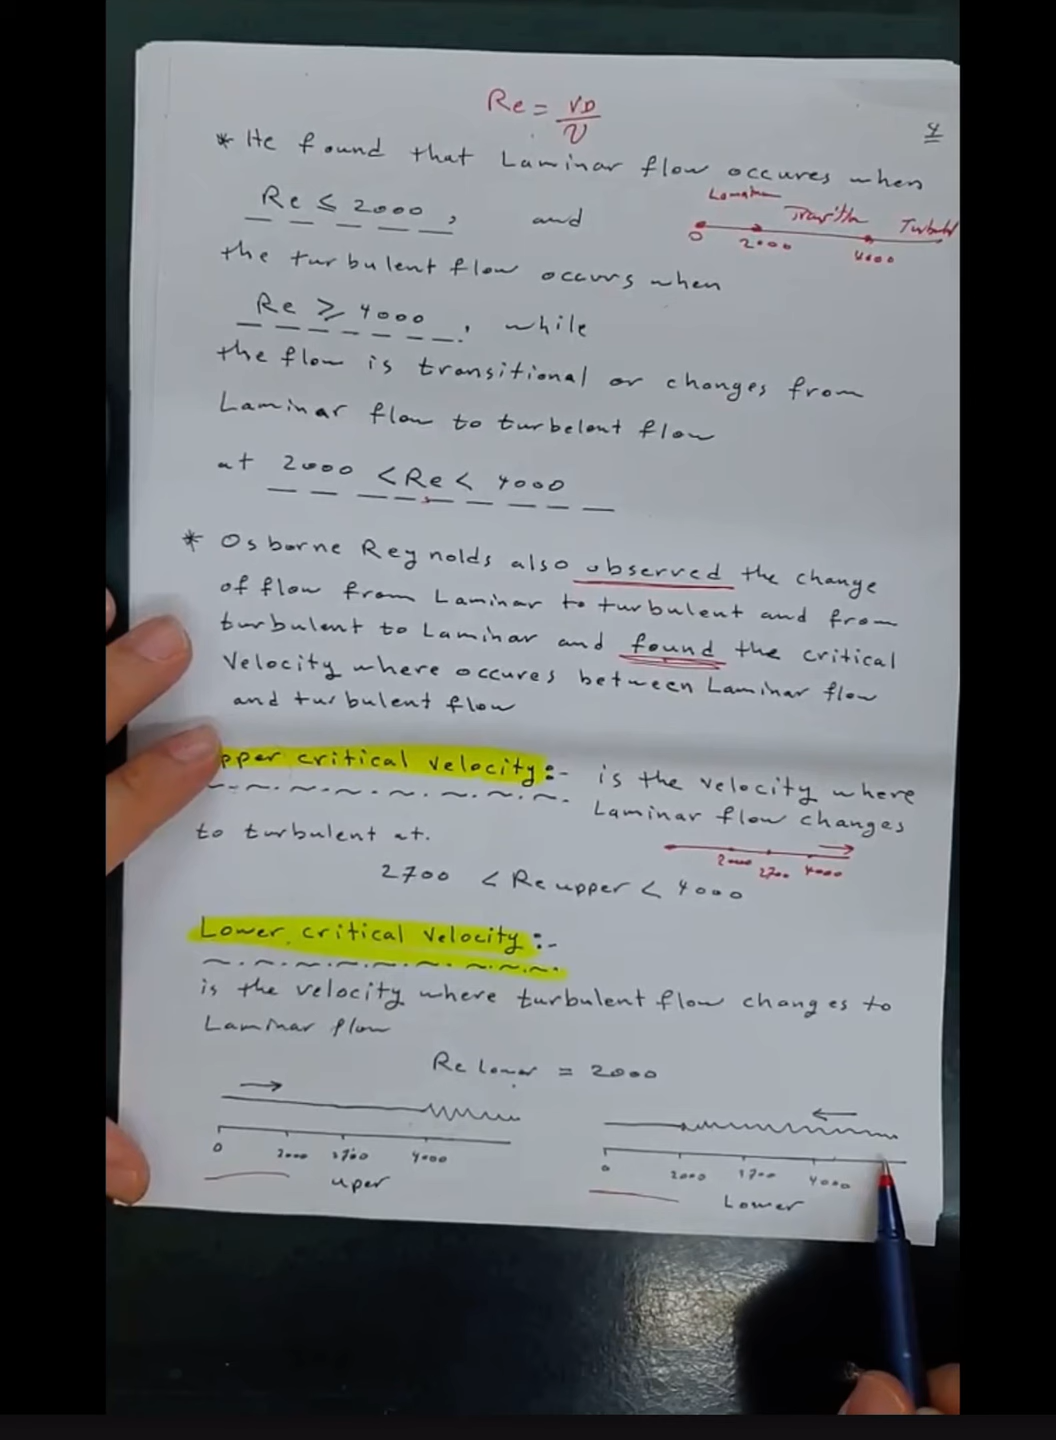 Re = VD/ν
4
* He found that Laminar flow occures when
Re ≤ 2000, and
Laminar
0 2000 4000
the turbulent flow occurs when
Re ≥ 4000, while
the flow is transitional or changes from
Laminar flow to turbelent flow
at 2000 < Re < 4000
* Osborne Reynolds also observed the change
of flow from Laminar to turbulent and from
turbulent to Laminar and found the critical
Velocity where occures between Laminar flow
and turbulent flow
pper critical velocity:- is the velocity where
Laminar flow changes
to turbulent at.
2000 2700 4000
2700 < Re upper < 4000
Lower critical velocity:-
is the velocity where turbulent flow changes to
Laminar flow
Re lower = 2000
0 2000 2700 4000
uper
0 2000 2700 4000
Lower